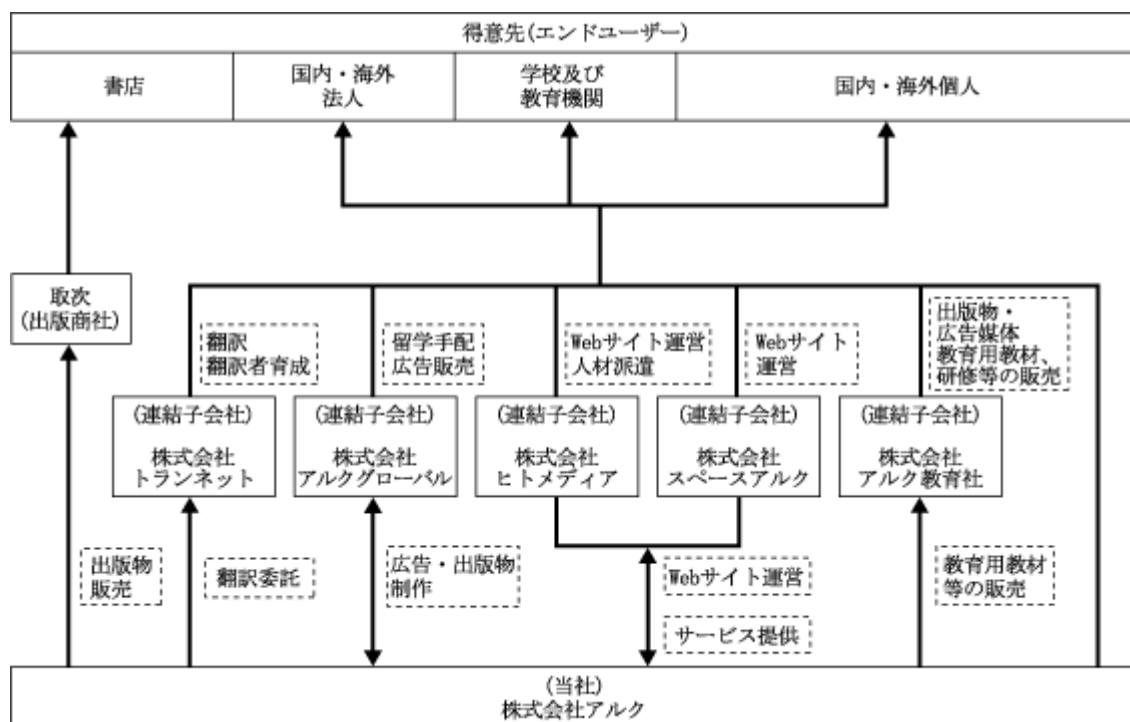 得意先(エンドユーザー)
書店
国内・海外
法人
学校及び
教育機関
国内・海外個人
取次
(出版商社)
翻訳
翻訳者育成
留学手配
広告販売
Webサイト運営
人材派遣
Webサイト
運営
出版物・
広告媒体
教育用教材、
研修等の販売
(連結子会社)
株式会社
トランネット
(連結子会社)
株式会社
アルクグローバル
(連結子会社)
株式会社
ヒトメディア
(連結子会社)
株式会社
スペースアルク
(連結子会社)
株式会社
アルク教育社
出版物
販売
翻訳委託
広告・出版物
制作
Webサイト運営
サービス提供
教育用教材
等の販売
(当社)
株式会社アルク